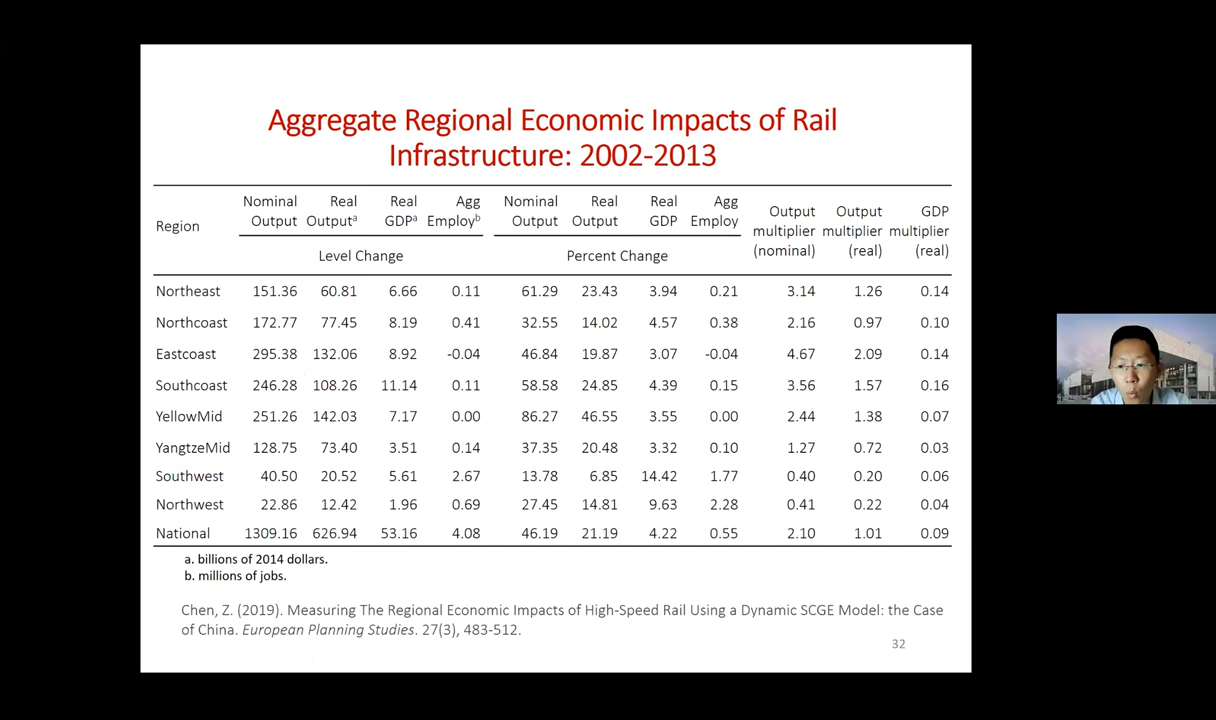 Aggregate Regional Economic Impacts of Rail
Infrastructure: 2002-2013
Region Nominal Output Real Outputa Real GDPa Agg Employb Nominal Output Real Output Real GDP Agg Employ Output multiplier (nominal) Output multiplier (real) GDP multiplier (real)
Level Change Percent Change
Northeast 151.36 60.81 6.66 0.11 61.29 23.43 3.94 0.21 3.14 1.26 0.14
Northcoast 172.77 77.45 8.19 0.41 32.55 14.02 4.57 0.38 2.16 0.97 0.10
Eastcoast 295.38 132.06 8.92 -0.04 46.84 19.87 3.07 -0.04 4.67 2.09 0.14
Southcoast 246.28 108.26 11.14 0.11 58.58 24.85 4.39 0.15 3.56 1.57 0.16
YellowMid 251.26 142.03 7.17 0.00 86.27 46.55 3.55 0.00 2.44 1.38 0.07
YangtzeMid 128.75 73.40 3.51 0.14 37.35 20.48 3.32 0.10 1.27 0.72 0.03
Southwest 40.50 20.52 5.61 2.67 13.78 6.85 14.42 1.77 0.40 0.20 0.06
Northwest 22.86 12.42 1.96 0.69 27.45 14.81 9.63 2.28 0.41 0.22 0.04
National 1309.16 626.94 53.16 4.08 46.19 21.19 4.22 0.55 2.10 1.01 0.09
a. billions of 2014 dollars.
b. millions of jobs.
Chen, Z. (2019). Measuring The Regional Economic Impacts of High-Speed Rail Using a Dynamic SCGE Model: the Case
of China. European Planning Studies. 27(3), 483-512.
32